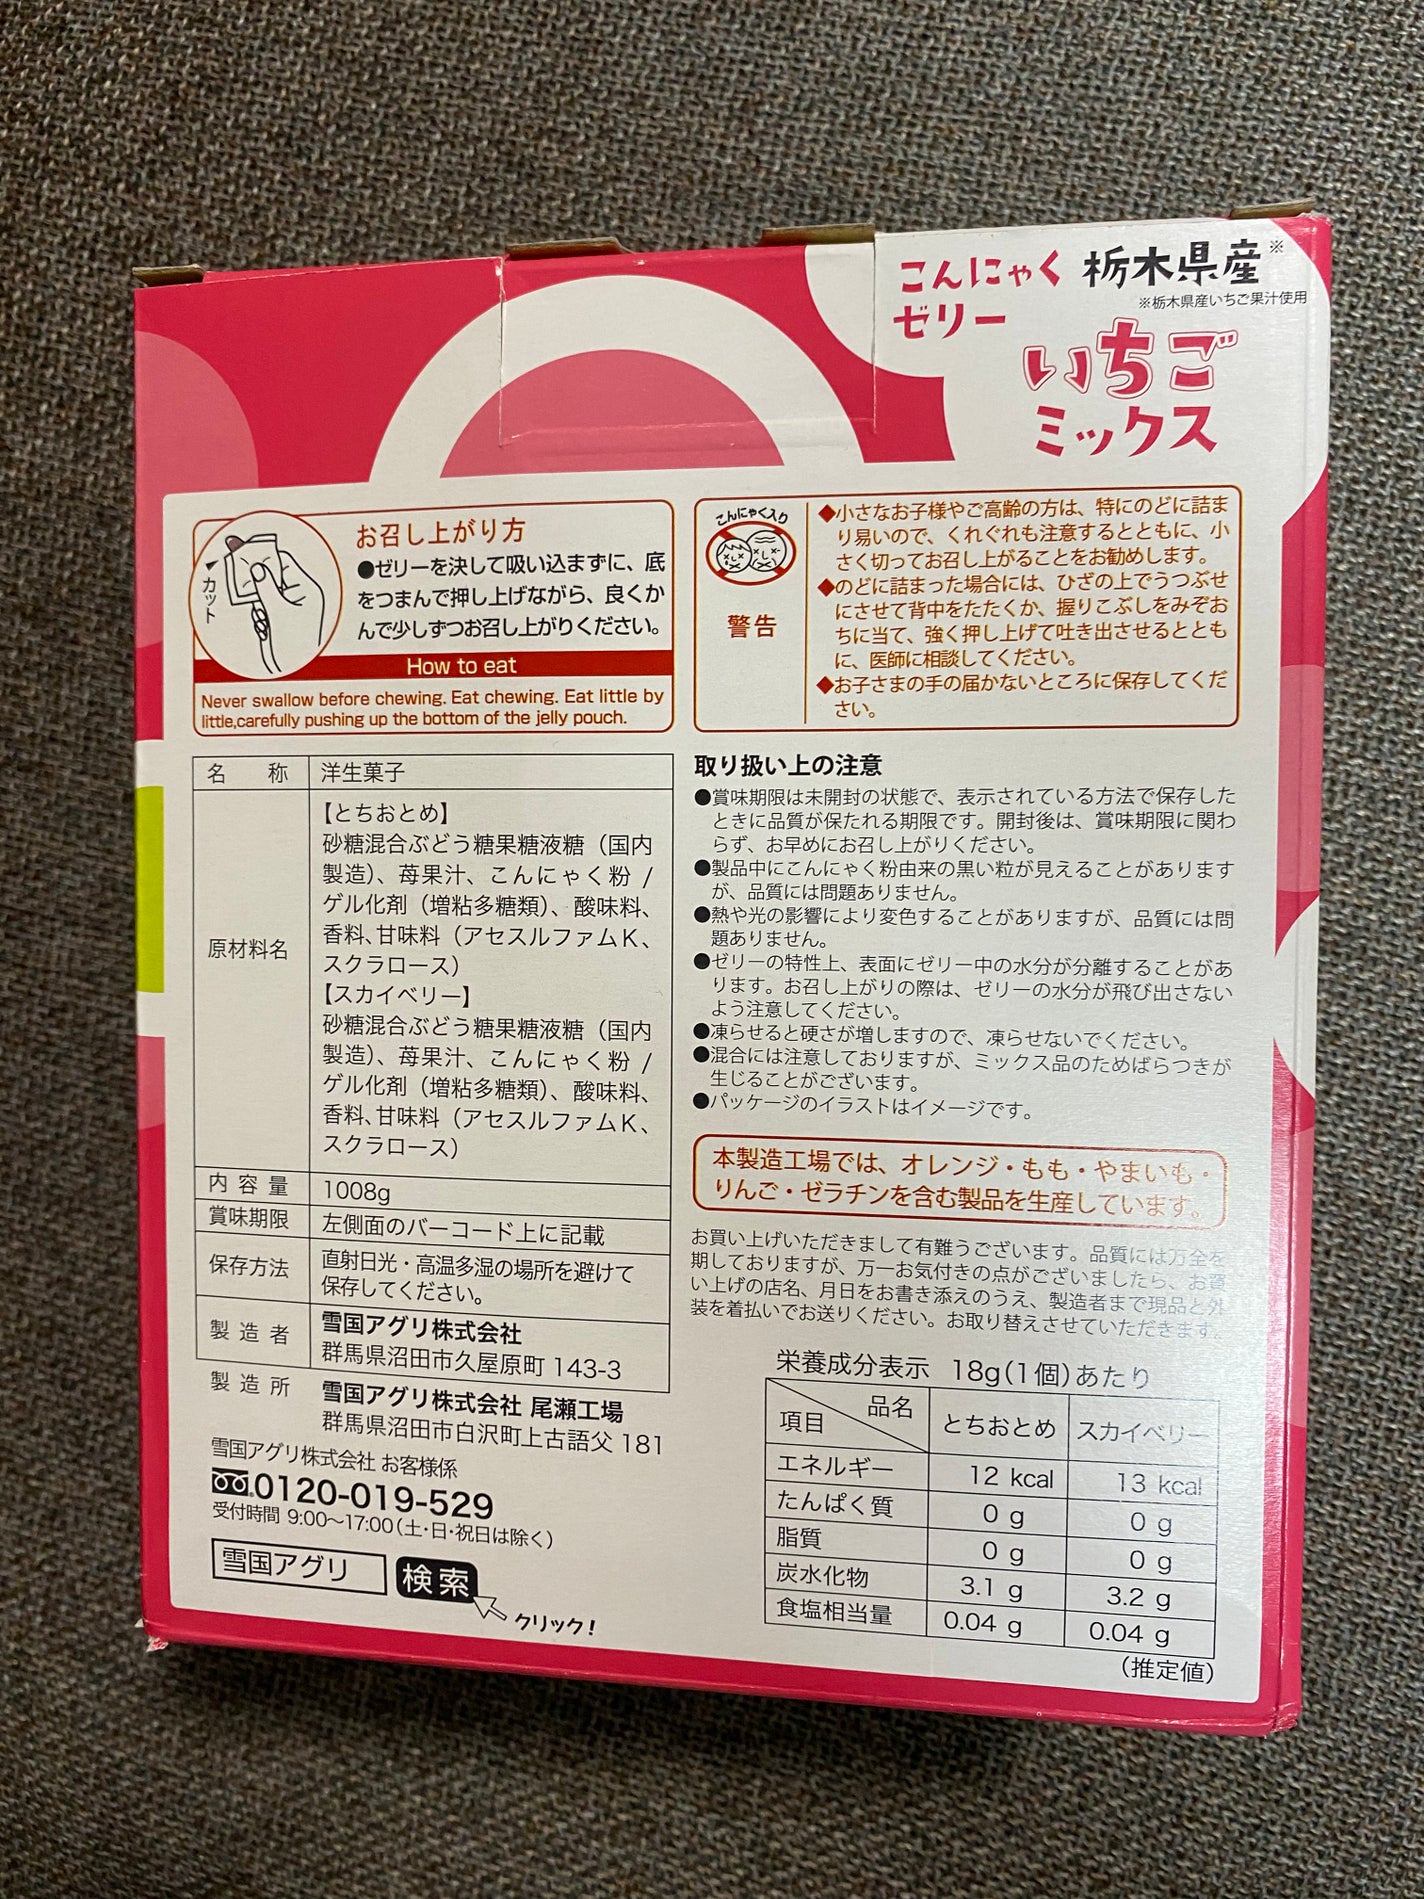 こんにゃく 栃木県産※
ゼリー
※栃木県産いちご果汁使用
いちご
ミックス
カット
お召し上がり方
●ゼリーを決して吸い込まずに、底
をつまんで押し上げながら、良くか
んで少しずつお召し上がりください。
How to eat
Never swallow before chewing. Eat chewing. Eat little by
little,carefully pushing up the bottom of the jelly pouch.
こんにゃく入り
警告
◆小さなお子様やご高齢の方は、特にのどに詰ま
り易いので、くれぐれも注意するとともに、小
さく切ってお召し上がることをお勧めします。
◆のどに詰まった場合には、ひざの上でうつぶせ
にさせて背中をたたくか、握りこぶしをみぞお
ちに当て、強く押し上げて吐き出させるととも
に、医師に相談してください。
◆お子さまの手の届かないところに保存してくだ
さい。
名 称 洋生菓子
原材料名
【とちおとめ】
砂糖混合ぶどう糖果糖液糖（国内
製造）、苺果汁、こんにゃく粉 /
ゲル化剤（増粘多糖類）、酸味料、
香料、甘味料（アセスルファムK、
スクラロース）
【スカイベリー】
砂糖混合ぶどう糖果糖液糖（国内
製造）、苺果汁、こんにゃく粉 /
ゲル化剤（増粘多糖類）、酸味料、
香料、甘味料（アセスルファムK、
スクラロース）
内容量 1008g
賞味期限 左側面のバーコード上に記載
保存方法 直射日光・高温多湿の場所を避けて
保存してください。
製造者 雪国アグリ株式会社
群馬県沼田市久屋原町 143-3
製造所 雪国アグリ株式会社 尾瀬工場
群馬県沼田市白沢町上古語父 181
雪国アグリ株式会社 お客様係
0120-019-529
受付時間 9:00〜17:00（土・日・祝日は除く）
雪国アグリ 検索
クリック！
取り扱い上の注意
●賞味期限は未開封の状態で、表示されている方法で保存した
ときに品質が保たれる期限です。開封後は、賞味期限に関わ
らず、お早めにお召し上がりください。
●製品中にこんにゃく粉由来の黒い粒が見えることがあります
が、品質には問題ありません。
●熱や光の影響により変色することがありますが、品質には問
題ありません。
●ゼリーの特性上、表面にゼリー中の水分が分離することがあ
ります。お召し上がりの際は、ゼリーの水分が飛び出さない
よう注意してください。
●凍らせると硬さが増しますので、凍らせないでください。
●混合には注意しておりますが、ミックス品のためばらつきが
生じることがございます。
●パッケージのイラストはイメージです。
本製造工場では、オレンジ・もも・やまいも・
りんご・ゼラチンを含む製品を生産しています。
お買い上げいただきまして有難うございます。品質には万全を
期しておりますが、万一お気付きの点がございましたら、お買
い上げの店名、月日をお書き添えのうえ、製造者まで現品と外
装を着払いでお送りください。お取り替えさせていただきます。
栄養成分表示 18g(1個)あたり
項目 品名 とちおとめ スカイベリー
エネルギー 12 kcal 13 kcal
たんぱく質 0 g 0 g
脂質 0 g 0 g
炭水化物 3.1 g 3.2 g
食塩相当量 0.04 g 0.04 g
（推定値）